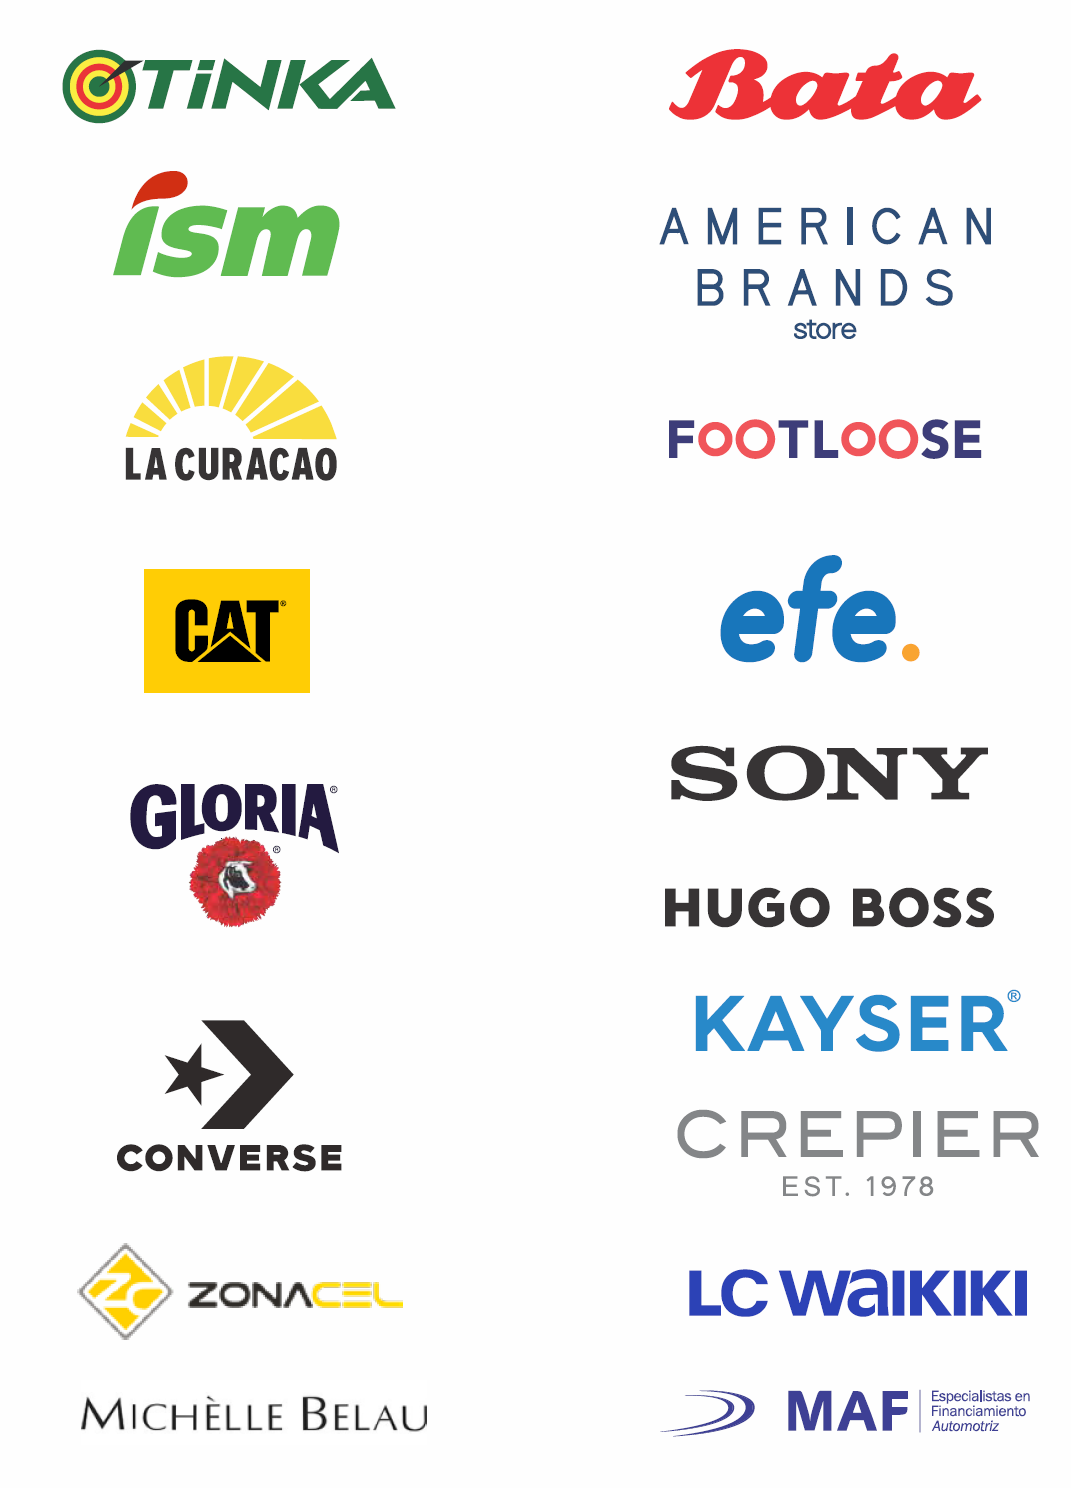 TiNKA
Bata
ism
AMERICAN
BRANDS
store
LA CURACAO
FOOTLOOSE
CAT®
efe.
GLORIA®
®
SONY
HUGO BOSS
KAYSER®
CONVERSE
CREPIER
EST. 1978
ZC ZONACEL
LC WAIKIKI
MICHÈLLE BELAU
MAF
Especialistas en
Financiamiento
Automotriz